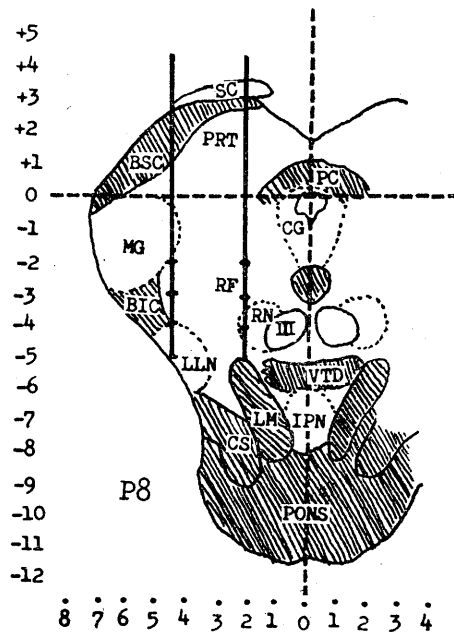 +5
+4
+3
SC
+2
PRT
+1
BSC
PC
0
CG
-1
MG
-2
RF
-3
BIC
RN
III
-4
-5
LLN
VTD
-6
-7
LM
IPN
CS
-8
P8
-9
PONS
-10
-11
-12
8 7 6 5 4 3 2 1 0 1 2 3 4